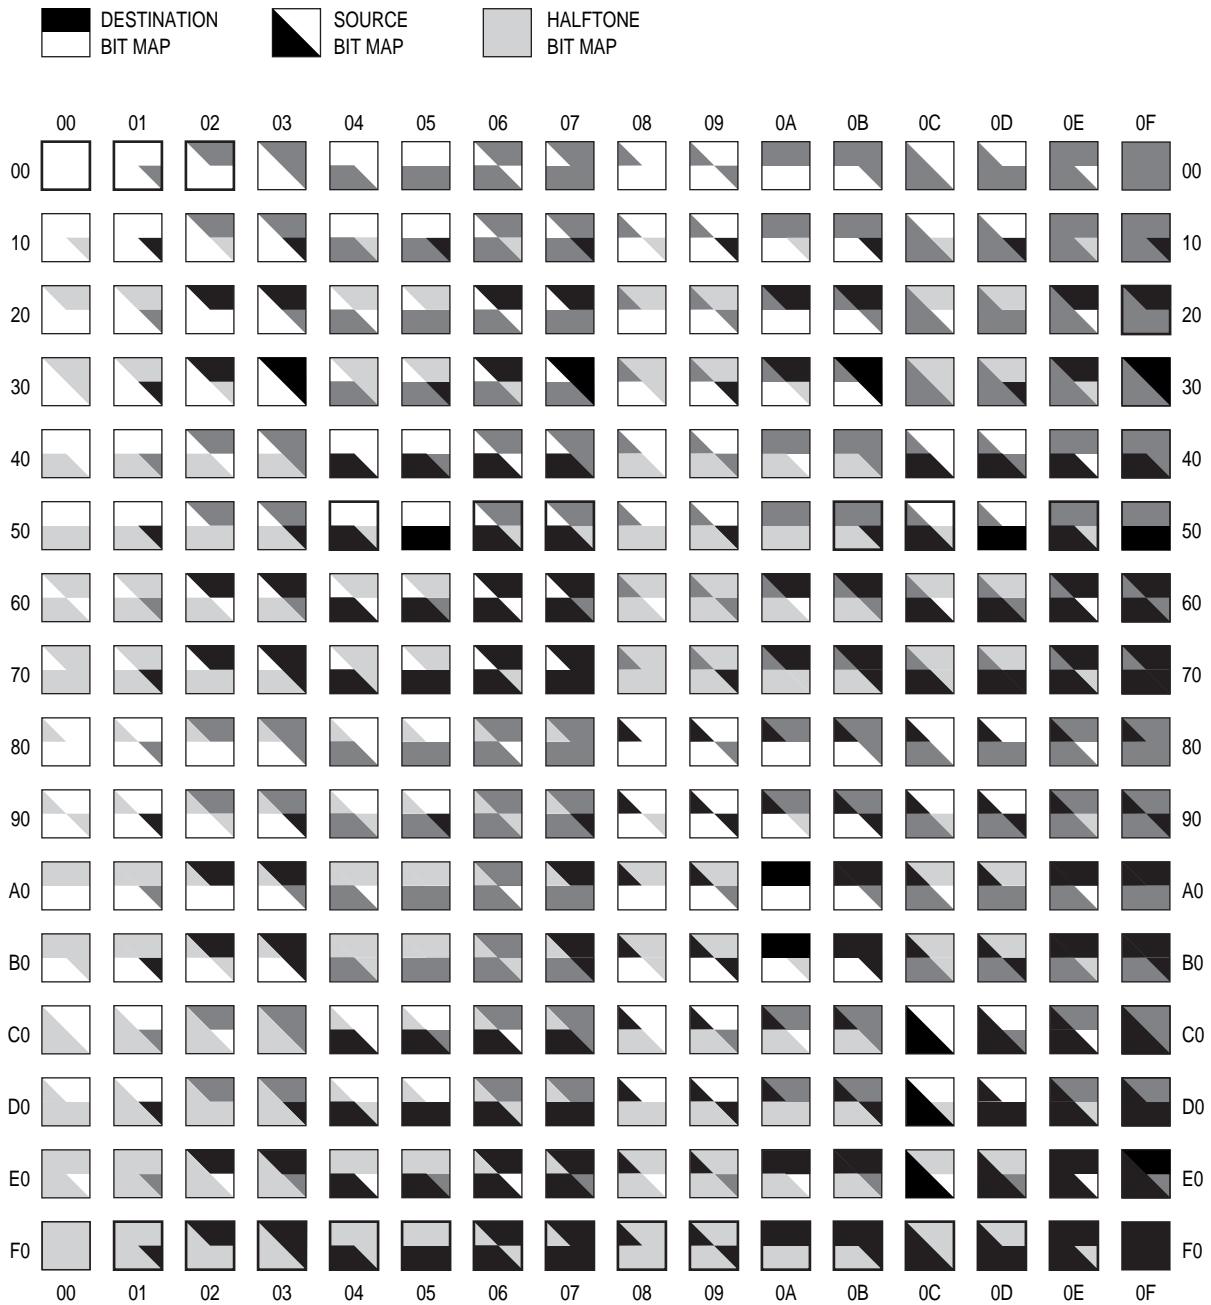 DESTINATION
BIT MAP
SOURCE
BIT MAP
HALFTONE
BIT MAP
00 01 02 03 04 05 06 07 08 09 0A 0B 0C 0D 0E 0F
00 00
10 10
20 20
30 30
40 40
50 50
60 60
70 70
80 80
90 90
A0 A0
B0 B0
C0 C0
D0 D0
E0 E0
F0 F0
00 01 02 03 04 05 06 07 08 09 0A 0B 0C 0D 0E 0F